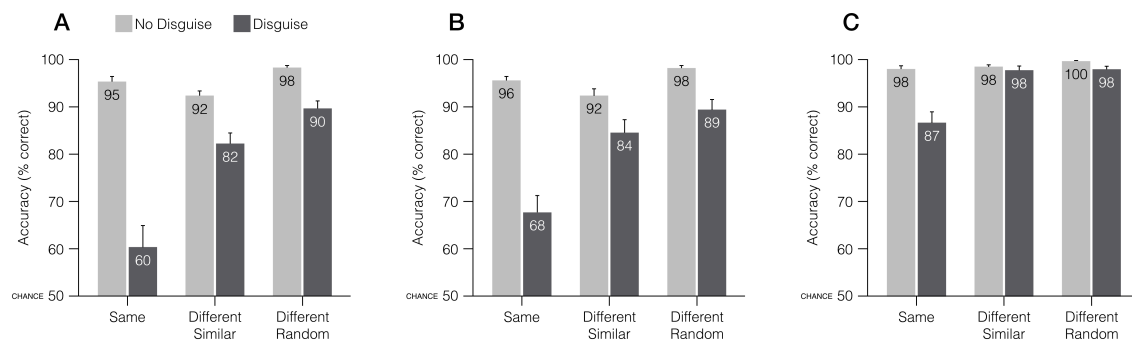 A
No Disguise
Disguise
B
C
Accuracy (% correct)
100
90
80
70
60
CHANCE 50
95
60
92
82
98
90
Same
Different
Similar
Different
Random
Accuracy (% correct)
100
90
80
70
60
CHANCE 50
96
68
92
84
98
89
Same
Different
Similar
Different
Random
Accuracy (% correct)
100
90
80
70
60
CHANCE 50
98
87
98
98
100
98
Same
Different
Similar
Different
Random